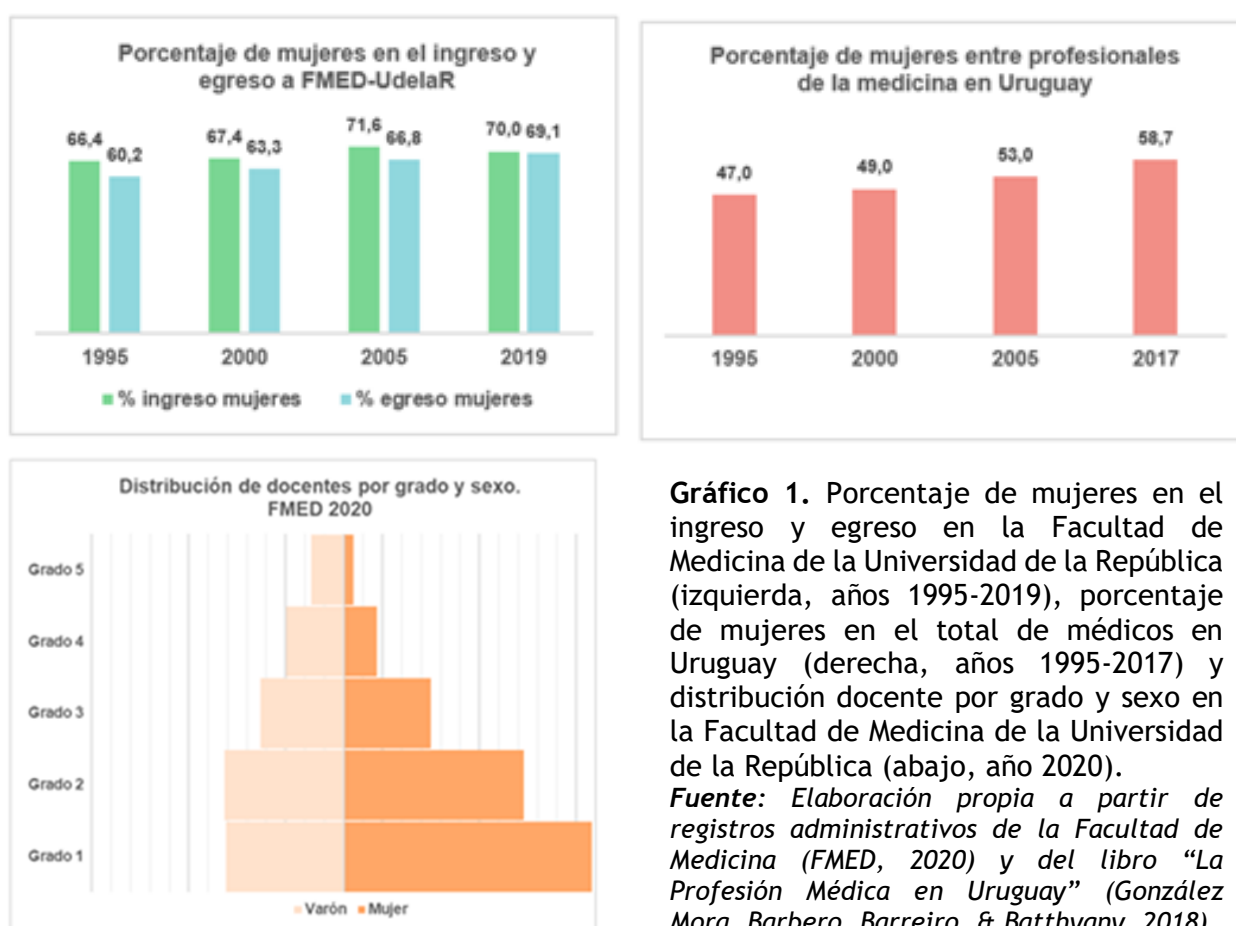 Porcentaje de mujeres en el ingreso y
egreso a FMED-UdelaR
66,4 60,2 67,4 63,3 71,6 66,8 70,0 69,1
1995 2000 2005 2019
% ingreso mujeres % egreso mujeres
Porcentaje de mujeres entre profesionales
de la medicina en Uruguay
47,0 49,0 53,0 58,7
1995 2000 2005 2017
Distribución de docentes por grado y sexo.
FMED 2020
Grado 5
Grado 4
Grado 3
Grado 2
Grado 1
Varón Mujer
Gráfico 1. Porcentaje de mujeres en el
ingreso y egreso en la Facultad de
Medicina de la Universidad de la República
(izquierda, años 1995-2019), porcentaje
de mujeres en el total de médicos en
Uruguay (derecha, años 1995-2017) y
distribución docente por grado y sexo en
la Facultad de Medicina de la Universidad
de la República (abajo, año 2020).
Fuente: Elaboración propia a partir de
registros administrativos de la Facultad de
Medicina (FMED, 2020) y del libro “La
Profesión Médica en Uruguay” (González
Mora, Barbero, Barreiro, & Batthyany, 2018).